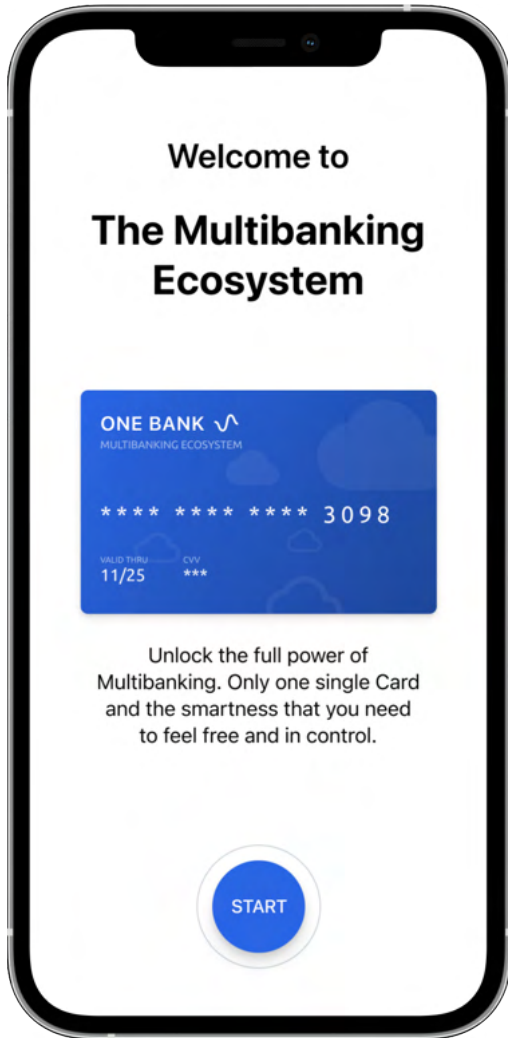 Welcome to
The Multibanking
Ecosystem
ONE BANK
MULTIBANKING ECOSYSTEM
**** **** **** 3098
VALID THRU CVV
11/25 ***
Unlock the full power of
Multibanking. Only one single Card
and the smartness that you need
to feel free and in control.
START